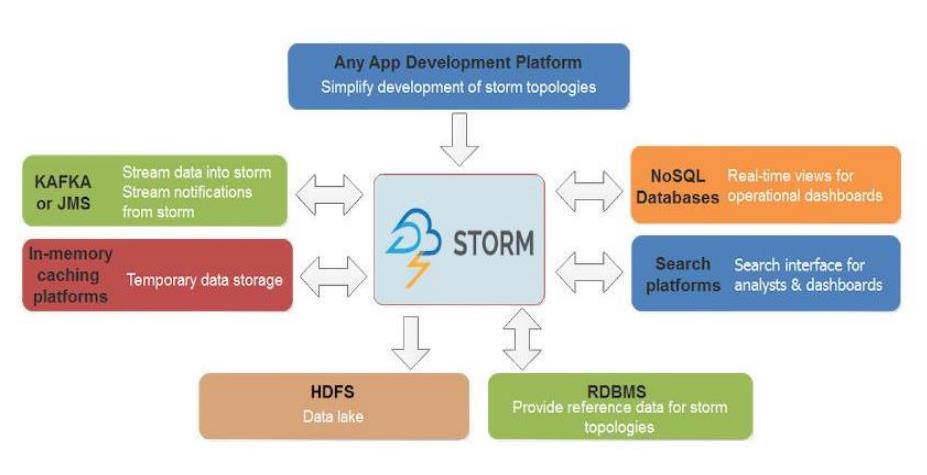 Any App Development Platform
Simplify development of storm topologies
KAFKA
or JMS
Stream data into storm
Stream notifications
from storm
NoSQL
Databases
Real-time views for
operational dashboards
STORM
In-memory
caching
platforms
Temporary data storage
Search
platforms
Search interface for
analysts & dashboards
HDFS
Data lake
RDBMS
Provide reference data for storm
topologies